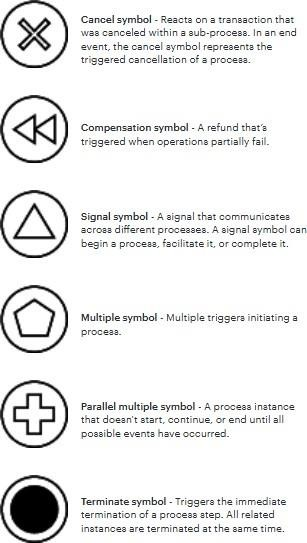 Cancel symbol - Reacts on a transaction that
was canceled within a sub-process. In an end
event, the cancel symbol represents the
triggered cancellation of a process.
Compensation symbol - A refund that's
triggered when operations partially fail.
Signal symbol - A signal that communicates
across different processes. A signal symbol can
begin a process, facilitate it, or complete it.
Multiple symbol - Multiple triggers initiating a
process.
Parallel multiple symbol - A process instance
that doesn't start, continue, or end until all
possible events have occurred.
Terminate symbol - Triggers the immediate
termination of a process step. All related
instances are terminated at the same time.